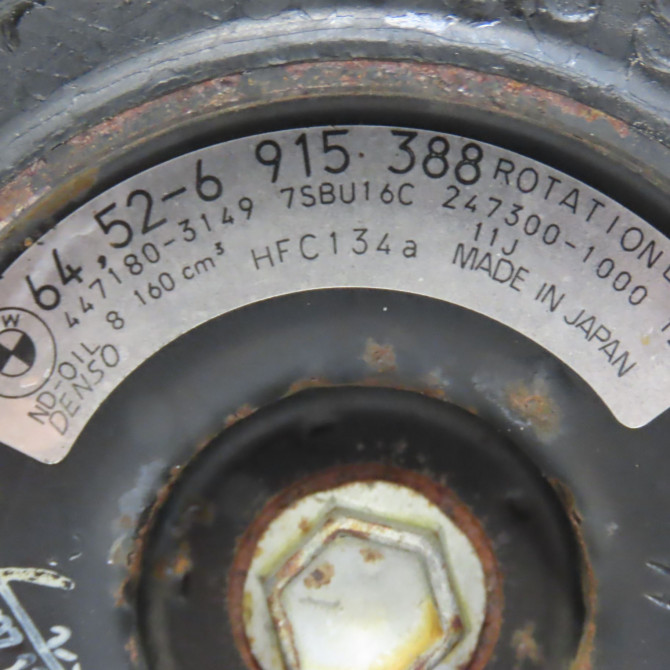 64,52-6 915 388 ROTATION
447180-3149 7SBU16C 247300-1000
ND-OIL 8 160 cm³ HFC134a 11J
DENSO MADE IN JAPAN
W